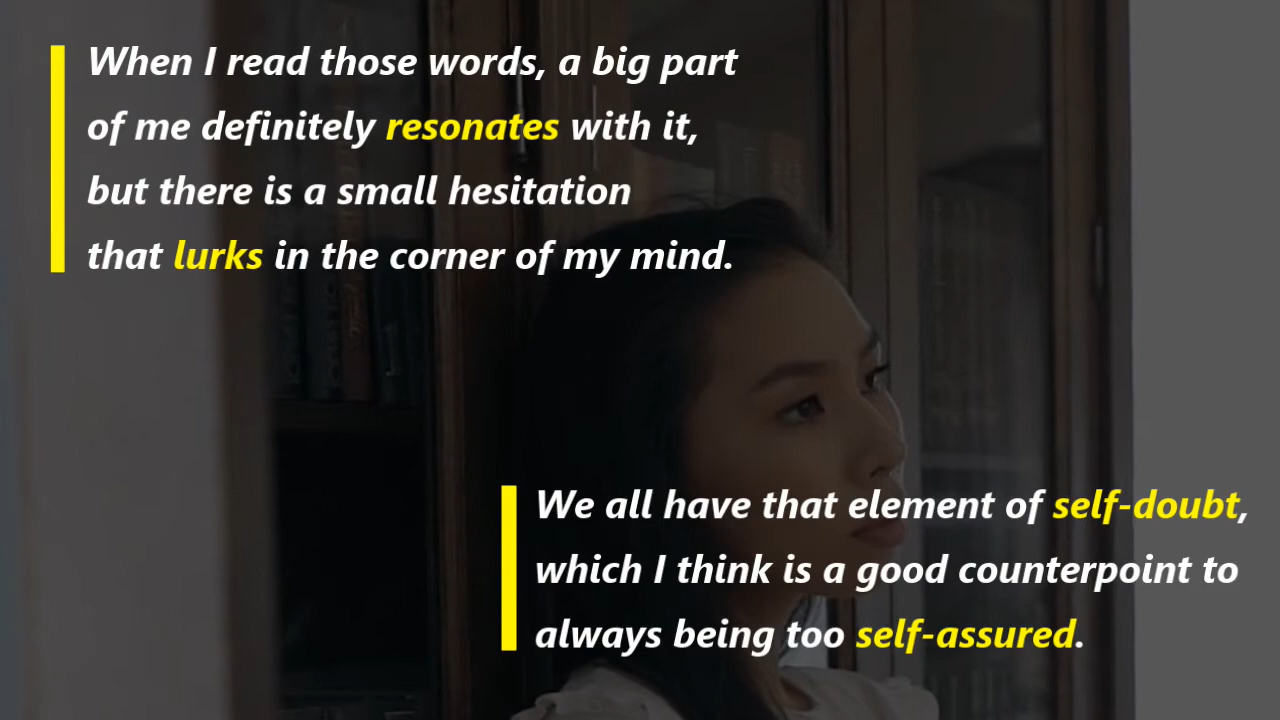 When I read those words, a big part
of me definitely resonates with it,
but there is a small hesitation
that lurks in the corner of my mind.
We all have that element of self-doubt,
which I think is a good counterpoint to
always being too self-assured.